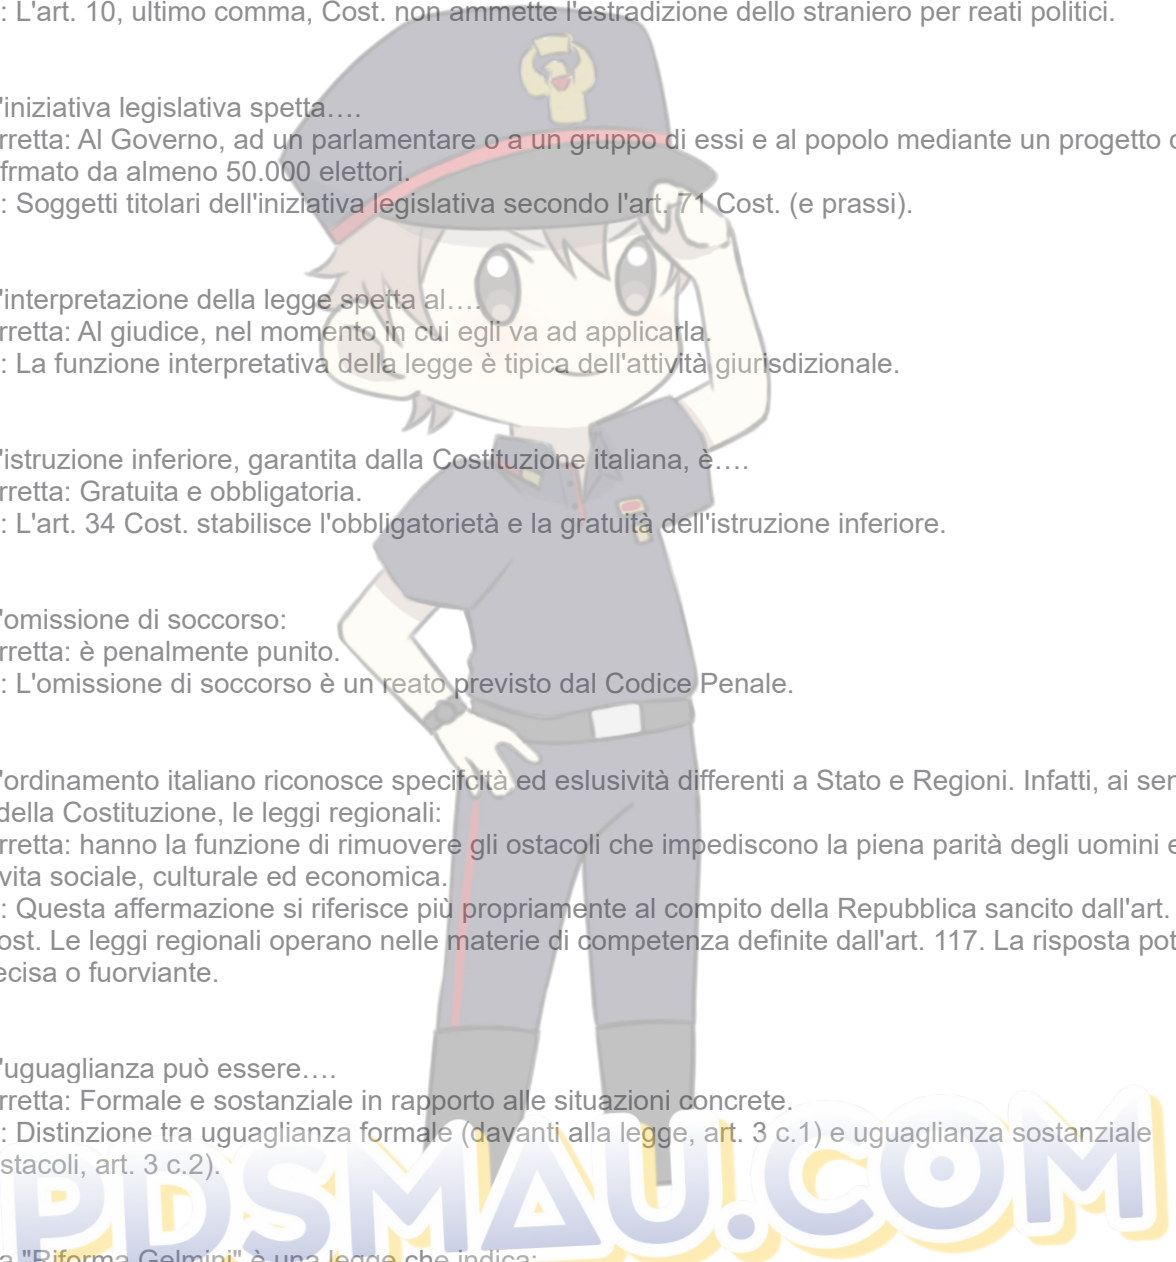 : L'art. 10, ultimo comma, Cost. non ammette l'estradizione dello straniero per reati politici.
'iniziativa legislativa spetta….
rretta: Al Governo, ad un parlamentare o a un gruppo di essi e al popolo mediante un progetto
frmato da almeno 50.000 elettori.
: Soggetti titolari dell'iniziativa legislativa secondo l'art. 71 Cost. (e prassi).
'interpretazione della legge spetta al….
rretta: Al giudice, nel momento in cui egli va ad applicarla.
: La funzione interpretativa della legge è tipica dell'attività giurisdizionale.
'istruzione inferiore, garantita dalla Costituzione italiana, è….
rretta: Gratuita e obbligatoria.
: L'art. 34 Cost. stabilisce l'obbligatorietà e la gratuità dell'istruzione inferiore.
'omissione di soccorso:
rretta: è penalmente punito.
: L'omissione di soccorso è un reato previsto dal Codice Penale.
'ordinamento italiano riconosce specifcità ed eslusività differenti a Stato e Regioni. Infatti, ai ser
della Costituzione, le leggi regionali:
rretta: hanno la funzione di rimuovere gli ostacoli che impediscono la piena parità degli uomini e
vita sociale, culturale ed economica.
: Questa affermazione si riferisce più propriamente al compito della Repubblica sancito dall'art.
ost. Le leggi regionali operano nelle materie di competenza definite dall'art. 117. La risposta pot
ecisa o fuorviante.
'uguaglianza può essere….
rretta: Formale e sostanziale in rapporto alle situazioni concrete.
: Distinzione tra uguaglianza formale (davanti alla legge, art. 3 c.1) e uguaglianza sostanziale
stacoli, art. 3 c.2).
PDSMAU.COM
a "Riforma Gelmini" è una legge che indica: